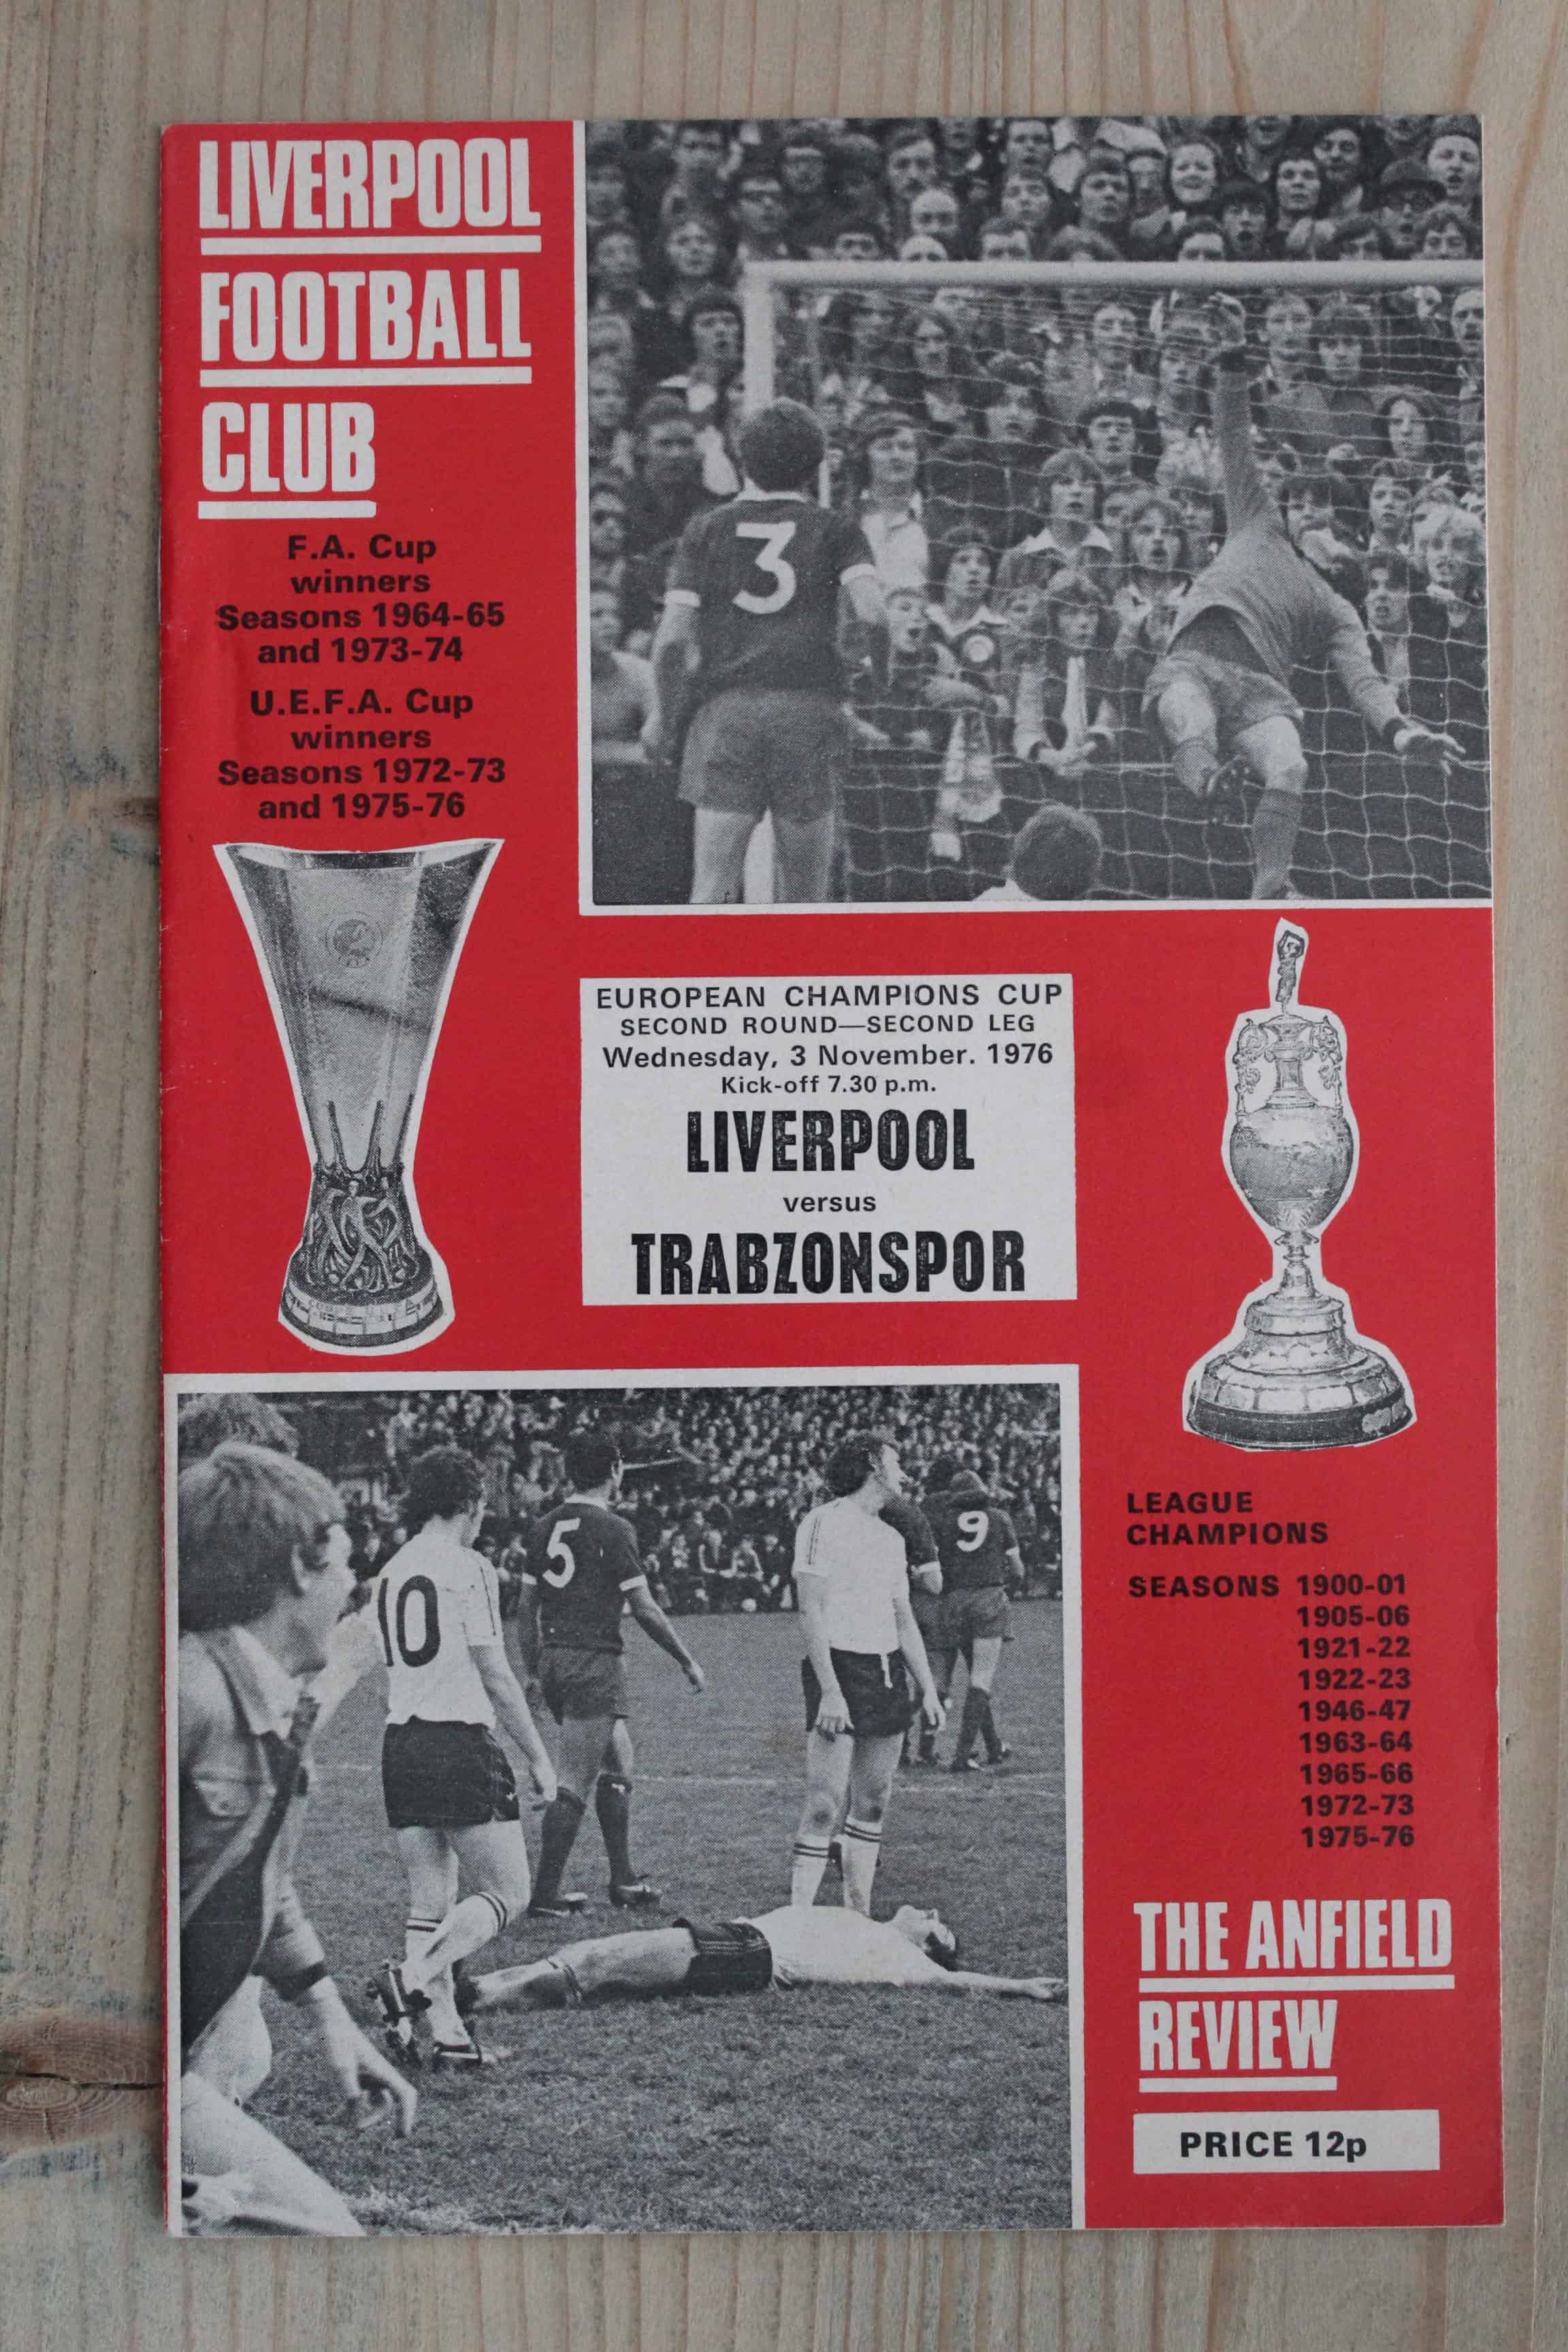 LIVERPOOL
FOOTBALL
CLUB
F.A. Cup
winners
Seasons 1964-65
and 1973-74
U.E.F.A. Cup
winners
Seasons 1972-73
and 1975-76
3
EUROPEAN CHAMPIONS CUP
SECOND ROUND—SECOND LEG
Wednesday, 3 November. 1976
Kick-off 7.30 p.m.
LIVERPOOL
versus
TRABZONSPOR
10
5
9
LEAGUE
CHAMPIONS
SEASONS 1900-01
1905-06
1921-22
1922-23
1946-47
1963-64
1965-66
1972-73
1975-76
THE ANFIELD
REVIEW
PRICE 12p